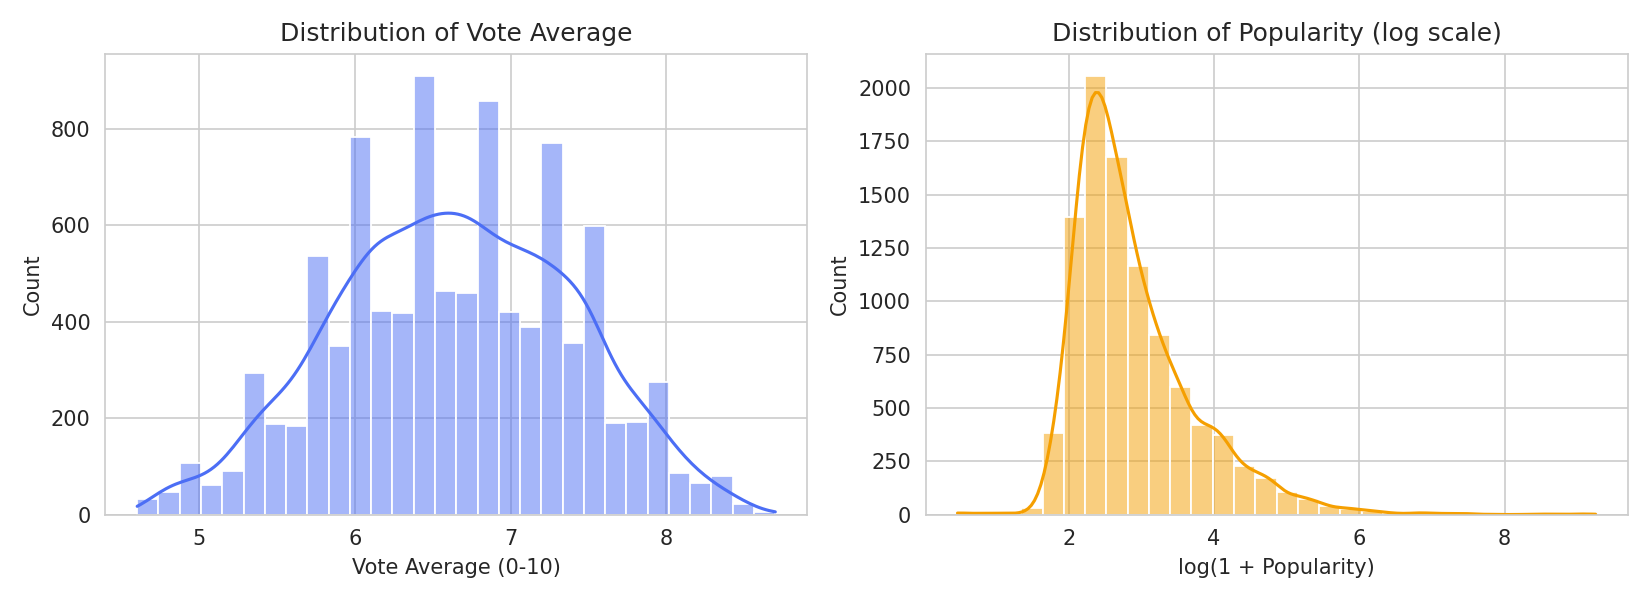 Distribution of Vote Average
Count
800
600
400
200
0
5 6 7 8
Vote Average (0-10)
Distribution of Popularity (log scale)
Count
2000
1750
1500
1250
1000
750
500
250
0
2 4 6 8
log(1 + Popularity)